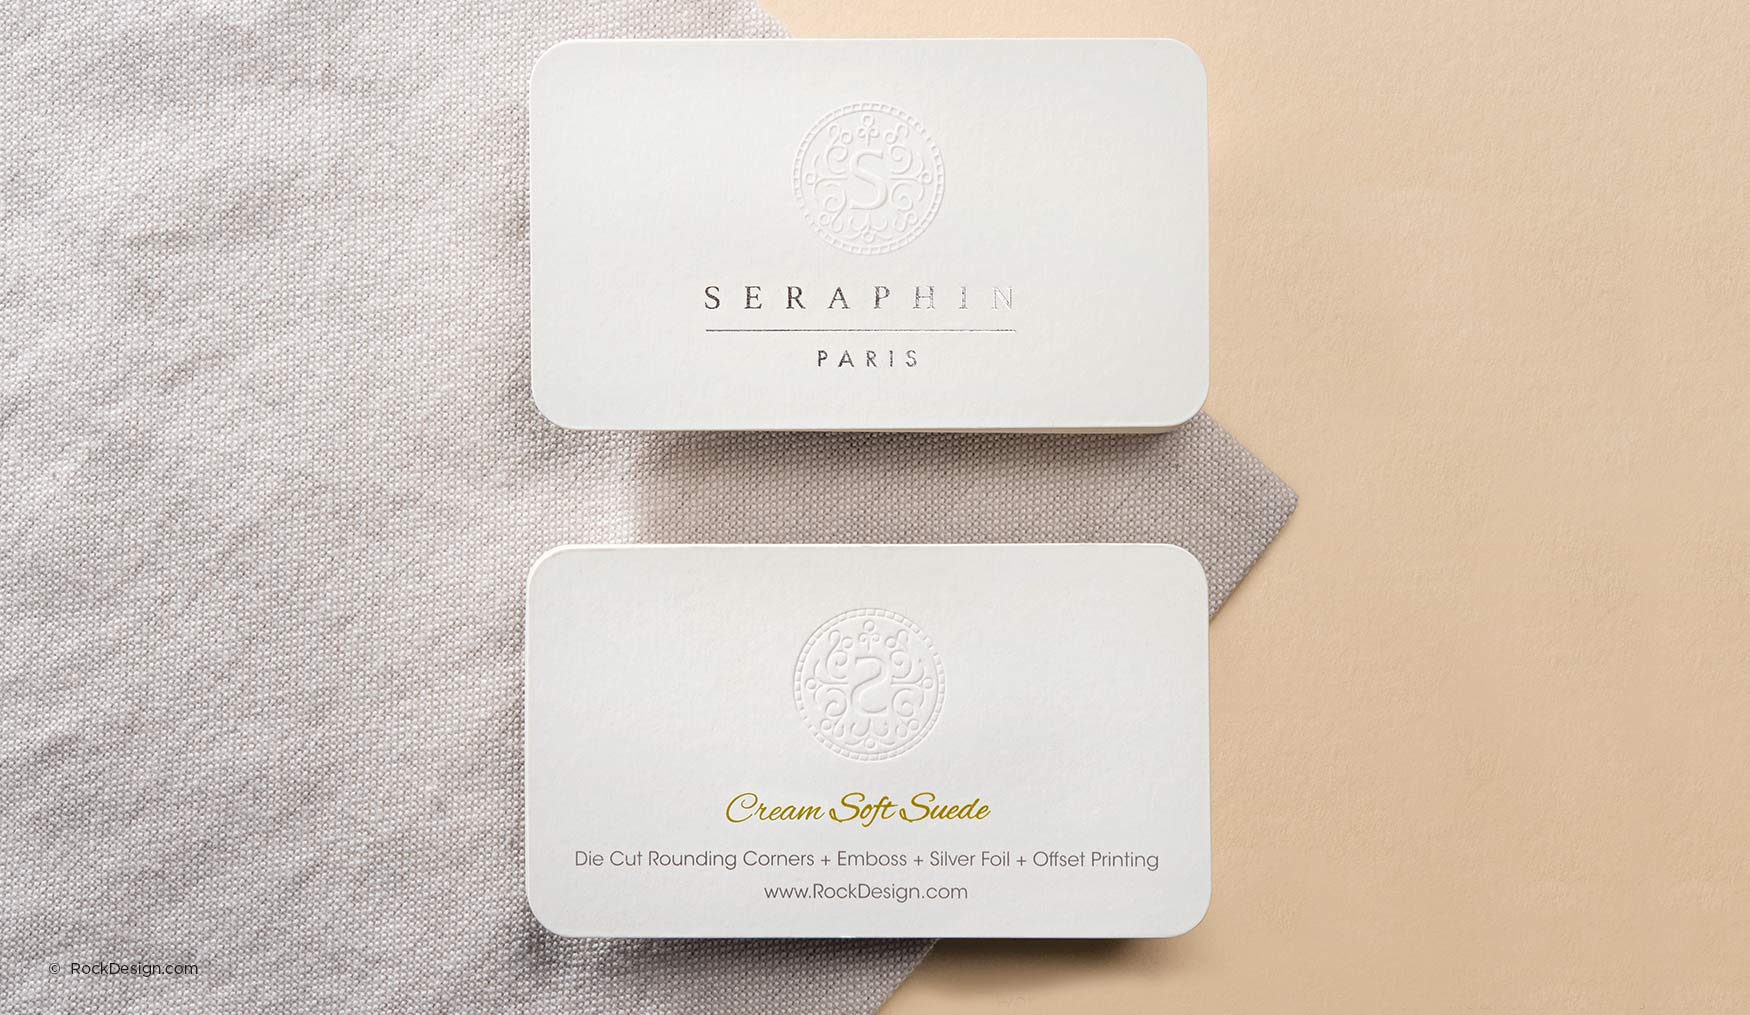 S
SERAPHIN
PARIS
S
Cream Soft Suede
Die Cut Rounding Corners + Emboss + Silver Foil + Offset Printing
www.RockDesign.com
© RockDesign.com